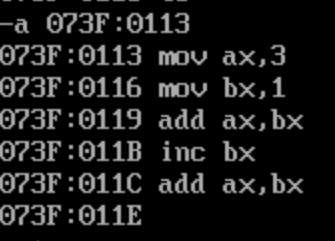 -a 073F:0113
073F:0113 mov ax,3
073F:0116 mov bx,1
073F:0119 add ax,bx
073F:011B inc bx
073F:011C add ax,bx
073F:011E